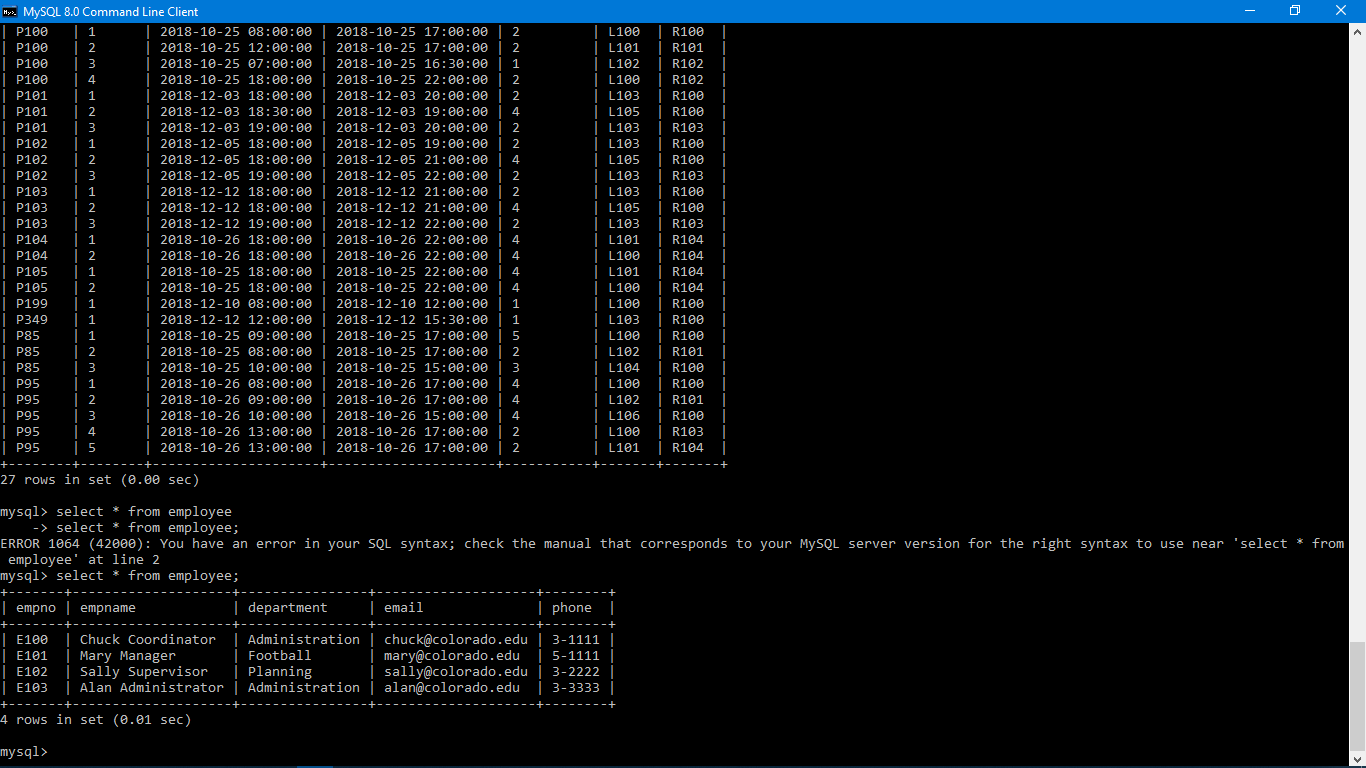 MySQL 8.0 Command Line Client
| P100   | 1      | 2018-10-25 08:00:00 | 2018-10-25 17:00:00 | 2         | L100  | R100  |
| P100   | 2      | 2018-10-25 12:00:00 | 2018-10-25 17:00:00 | 2         | L101  | R101  |
| P100   | 3      | 2018-10-25 07:00:00 | 2018-10-25 16:30:00 | 1         | L102  | R102  |
| P100   | 4      | 2018-10-25 18:00:00 | 2018-10-25 22:00:00 | 2         | L100  | R102  |
| P101   | 1      | 2018-12-03 18:00:00 | 2018-12-03 20:00:00 | 2         | L103  | R100  |
| P101   | 2      | 2018-12-03 18:30:00 | 2018-12-03 19:00:00 | 4         | L105  | R100  |
| P101   | 3      | 2018-12-03 19:00:00 | 2018-12-03 20:00:00 | 2         | L103  | R103  |
| P102   | 1      | 2018-12-05 18:00:00 | 2018-12-05 19:00:00 | 2         | L103  | R100  |
| P102   | 2      | 2018-12-05 18:00:00 | 2018-12-05 21:00:00 | 4         | L105  | R100  |
| P102   | 3      | 2018-12-05 19:00:00 | 2018-12-05 22:00:00 | 2         | L103  | R103  |
| P103   | 1      | 2018-12-12 18:00:00 | 2018-12-12 21:00:00 | 2         | L103  | R100  |
| P103   | 2      | 2018-12-12 18:00:00 | 2018-12-12 21:00:00 | 4         | L105  | R100  |
| P103   | 3      | 2018-12-12 19:00:00 | 2018-12-12 22:00:00 | 2         | L103  | R103  |
| P104   | 1      | 2018-10-26 18:00:00 | 2018-10-26 22:00:00 | 4         | L101  | R104  |
| P104   | 2      | 2018-10-26 18:00:00 | 2018-10-26 22:00:00 | 4         | L100  | R104  |
| P105   | 1      | 2018-10-25 18:00:00 | 2018-10-25 22:00:00 | 4         | L101  | R104  |
| P105   | 2      | 2018-10-25 18:00:00 | 2018-10-25 22:00:00 | 4         | L100  | R104  |
| P199   | 1      | 2018-12-10 08:00:00 | 2018-12-10 12:00:00 | 1         | L100  | R100  |
| P349   | 1      | 2018-12-12 12:00:00 | 2018-12-12 15:30:00 | 1         | L103  | R100  |
| P85    | 1      | 2018-10-25 09:00:00 | 2018-10-25 17:00:00 | 5         | L100  | R100  |
| P85    | 2      | 2018-10-25 08:00:00 | 2018-10-25 17:00:00 | 2         | L102  | R101  |
| P85    | 3      | 2018-10-25 10:00:00 | 2018-10-25 15:00:00 | 3         | L104  | R100  |
| P95    | 1      | 2018-10-26 08:00:00 | 2018-10-26 17:00:00 | 4         | L100  | R100  |
| P95    | 2      | 2018-10-26 09:00:00 | 2018-10-26 17:00:00 | 4         | L102  | R101  |
| P95    | 3      | 2018-10-26 10:00:00 | 2018-10-26 15:00:00 | 4         | L106  | R100  |
| P95    | 4      | 2018-10-26 13:00:00 | 2018-10-26 17:00:00 | 2         | L100  | R103  |
| P95    | 5      | 2018-10-26 13:00:00 | 2018-10-26 17:00:00 | 2         | L101  | R104  |
+--------+--------+---------------------+---------------------+-----------+-------+-------+
27 rows in set (0.00 sec)
mysql> select * from employee
    -> select * from employee;
ERROR 1064 (42000): You have an error in your SQL syntax; check the manual that corresponds to your MySQL server version for the right syntax to use near 'select * from
 employee' at line 2
mysql> select * from employee;
+-------+--------------------+----------------+--------------------+--------+
| empno | empname            | department     | email              | phone  |
+-------+--------------------+----------------+--------------------+--------+
| E100  | Chuck Coordinator  | Administration | chuck@colorado.edu | 3-1111 |
| E101  | Mary Manager       | Football       | mary@colorado.edu  | 5-1111 |
| E102  | Sally Supervisor   | Planning       | sally@colorado.edu | 3-2222 |
| E103  | Alan Administrator | Administration | alan@colorado.edu  | 3-3333 |
+-------+--------------------+----------------+--------------------+--------+
4 rows in set (0.01 sec)
mysql>